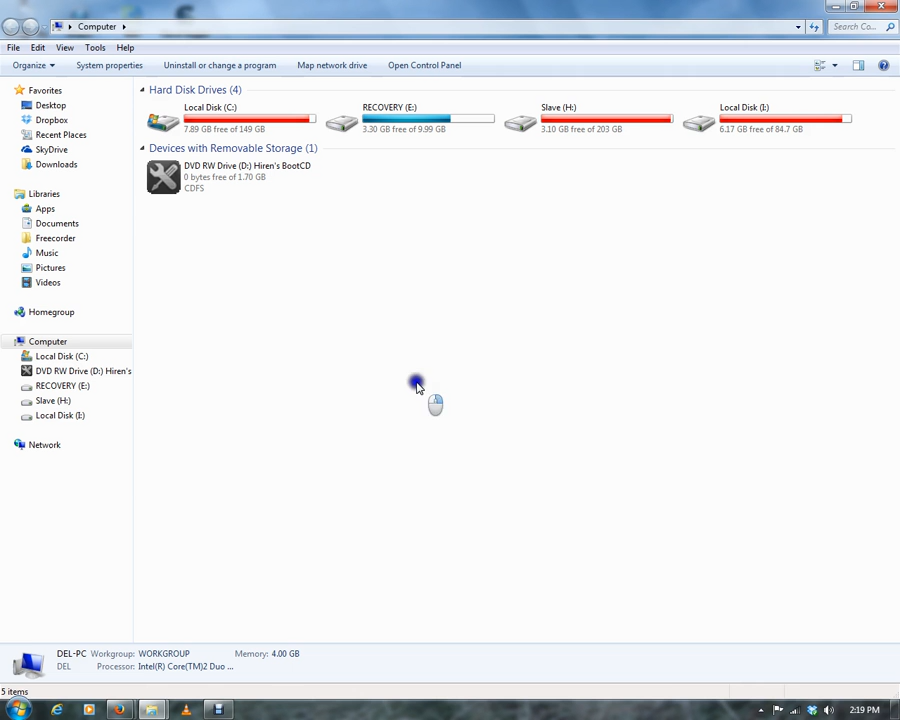 Computer
Search Co...
File Edit View Tools Help
Organize System properties Uninstall or change a program Map network drive Open Control Panel
Favorites
Desktop
Dropbox
Recent Places
SkyDrive
Downloads
Libraries
Apps
Documents
Freecorder
Music
Pictures
Videos
Homegroup
Computer
Local Disk (C:)
DVD RW Drive (D:) Hiren's
RECOVERY (E:)
Slave (H:)
Local Disk (I:)
Network
Hard Disk Drives (4)
Local Disk (C:)
7.89 GB free of 149 GB
RECOVERY (E:)
3.30 GB free of 9.99 GB
Slave (H:)
3.10 GB free of 203 GB
Local Disk (I:)
6.17 GB free of 84.7 GB
Devices with Removable Storage (1)
DVD RW Drive (D:) Hiren's BootCD
0 bytes free of 1.70 GB
CDFS
DEL-PC Workgroup: WORKGROUP Memory: 4.00 GB
DEL Processor: Intel(R) Core(TM)2 Duo ...
5 items
2:19 PM